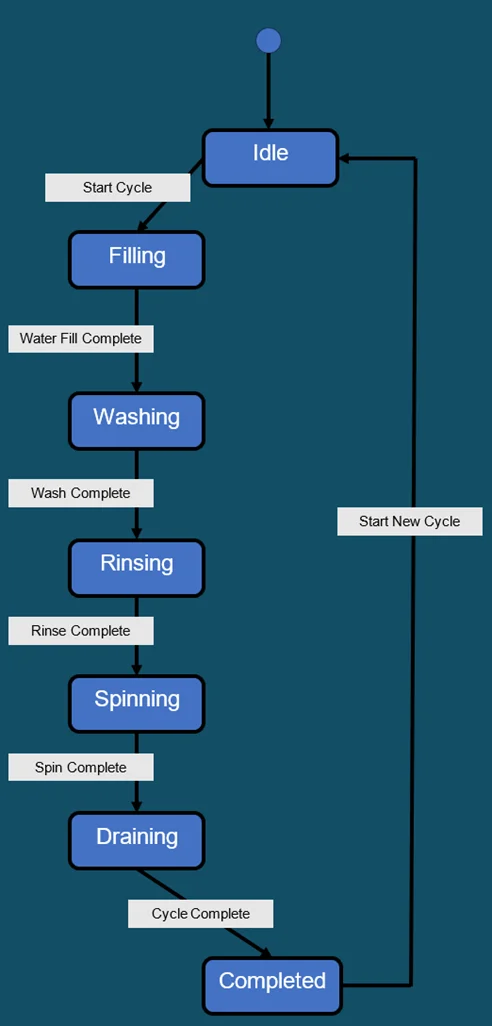 Idle
Start Cycle
Filling
Water Fill Complete
Washing
Wash Complete
Rinsing
Start New Cycle
Rinse Complete
Spinning
Spin Complete
Draining
Cycle Complete
Completed